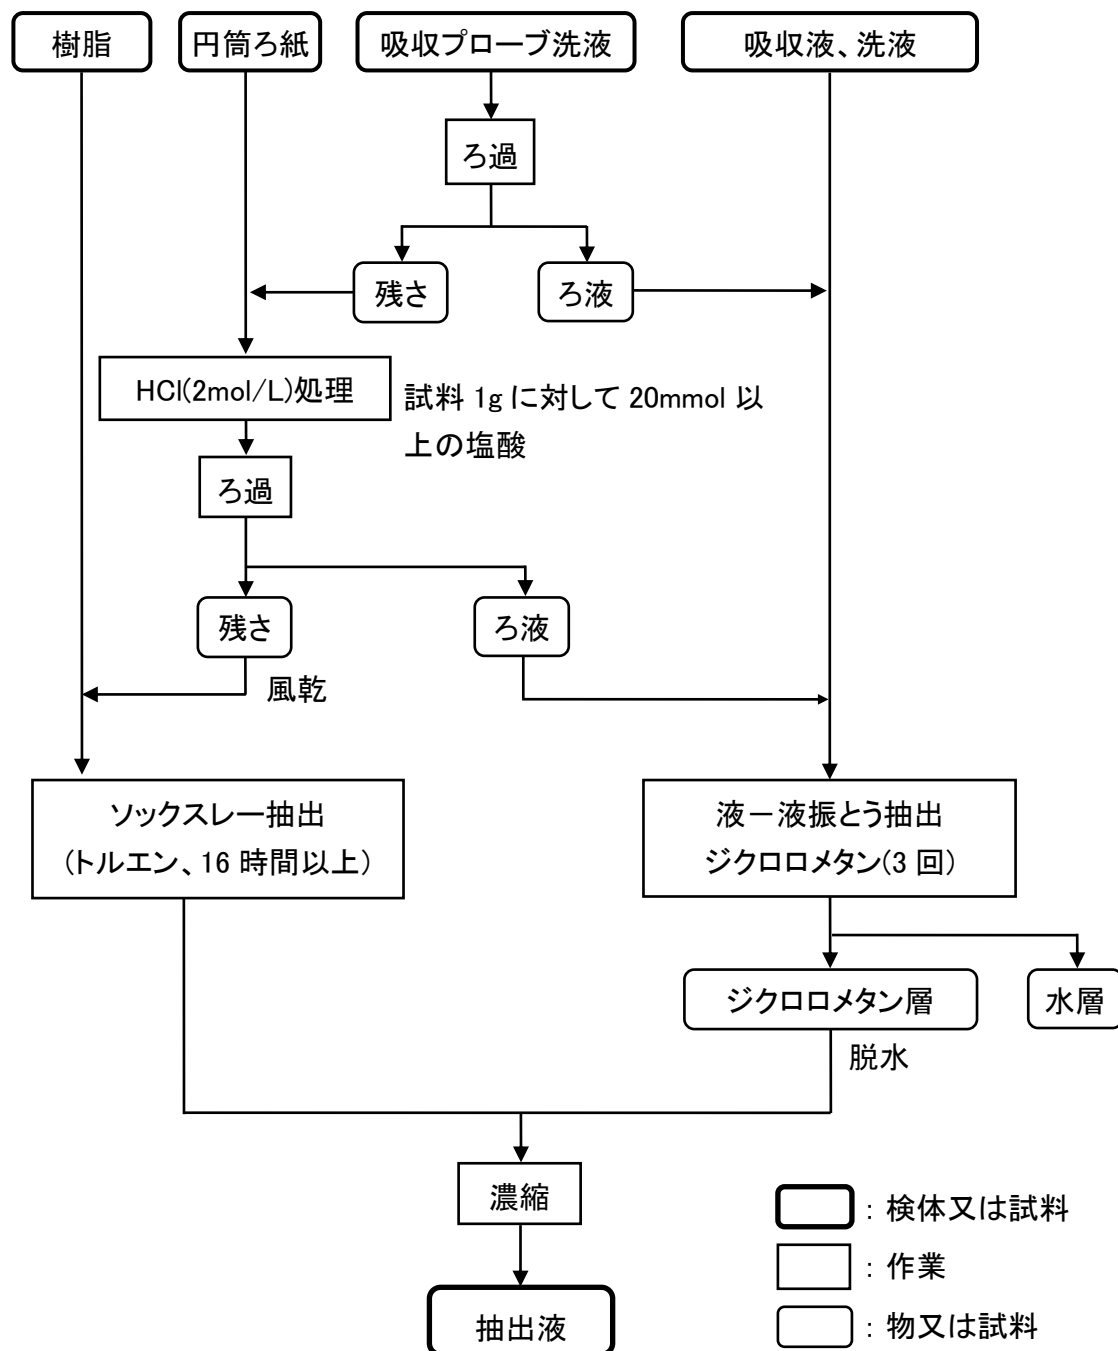 樹脂
円筒ろ紙
吸収プローブ洗液
吸収液、洗液
ろ過
残さ
ろ液
HCl(2mol/L)処理
試料 1g に対して 20mmol 以
上の塩酸
ろ過
残さ
ろ液
風乾
ソックスレー抽出
(トルエン、16 時間以上)
液－液振とう抽出
ジクロロメタン(3 回)
ジクロロメタン層
水層
脱水
濃縮
抽出液
：検体又は試料
：作業
：物又は試料